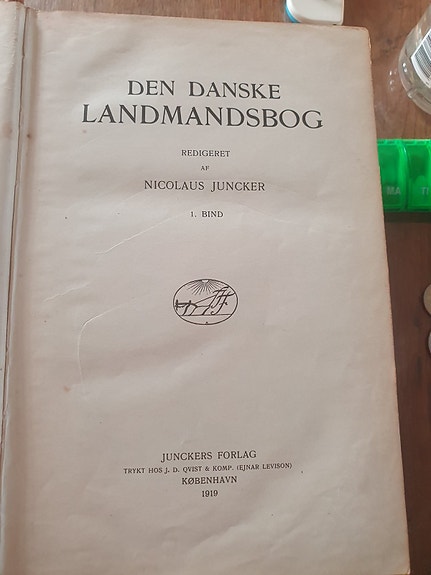 DEN DANSKE
LANDMANDSBOG
REDIGERET
AF
NICOLAUS JUNCKER
1. BIND
JUNCKERS FORLAG
TRYKT HOS J. D. QVIST & KOMP. (EJNAR LEVISON)
KØBENHAVN
1919
MA